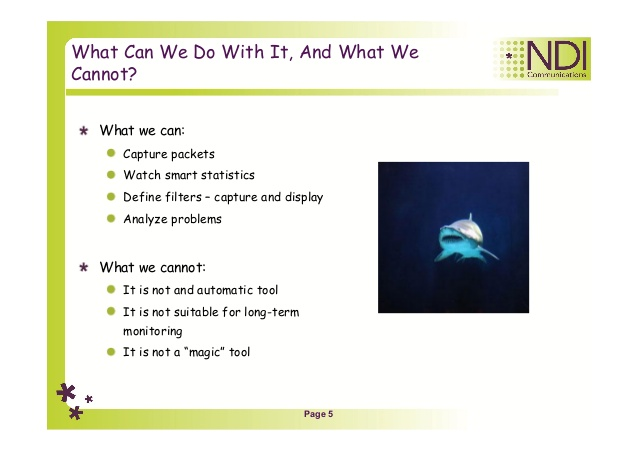 What Can We Do With It, And What We
Cannot?
NDI
Communications
What we can:
Capture packets
Watch smart statistics
Define filters – capture and display
Analyze problems
What we cannot:
It is not and automatic tool
It is not suitable for long-term
monitoring
It is not a “magic” tool
Page 5